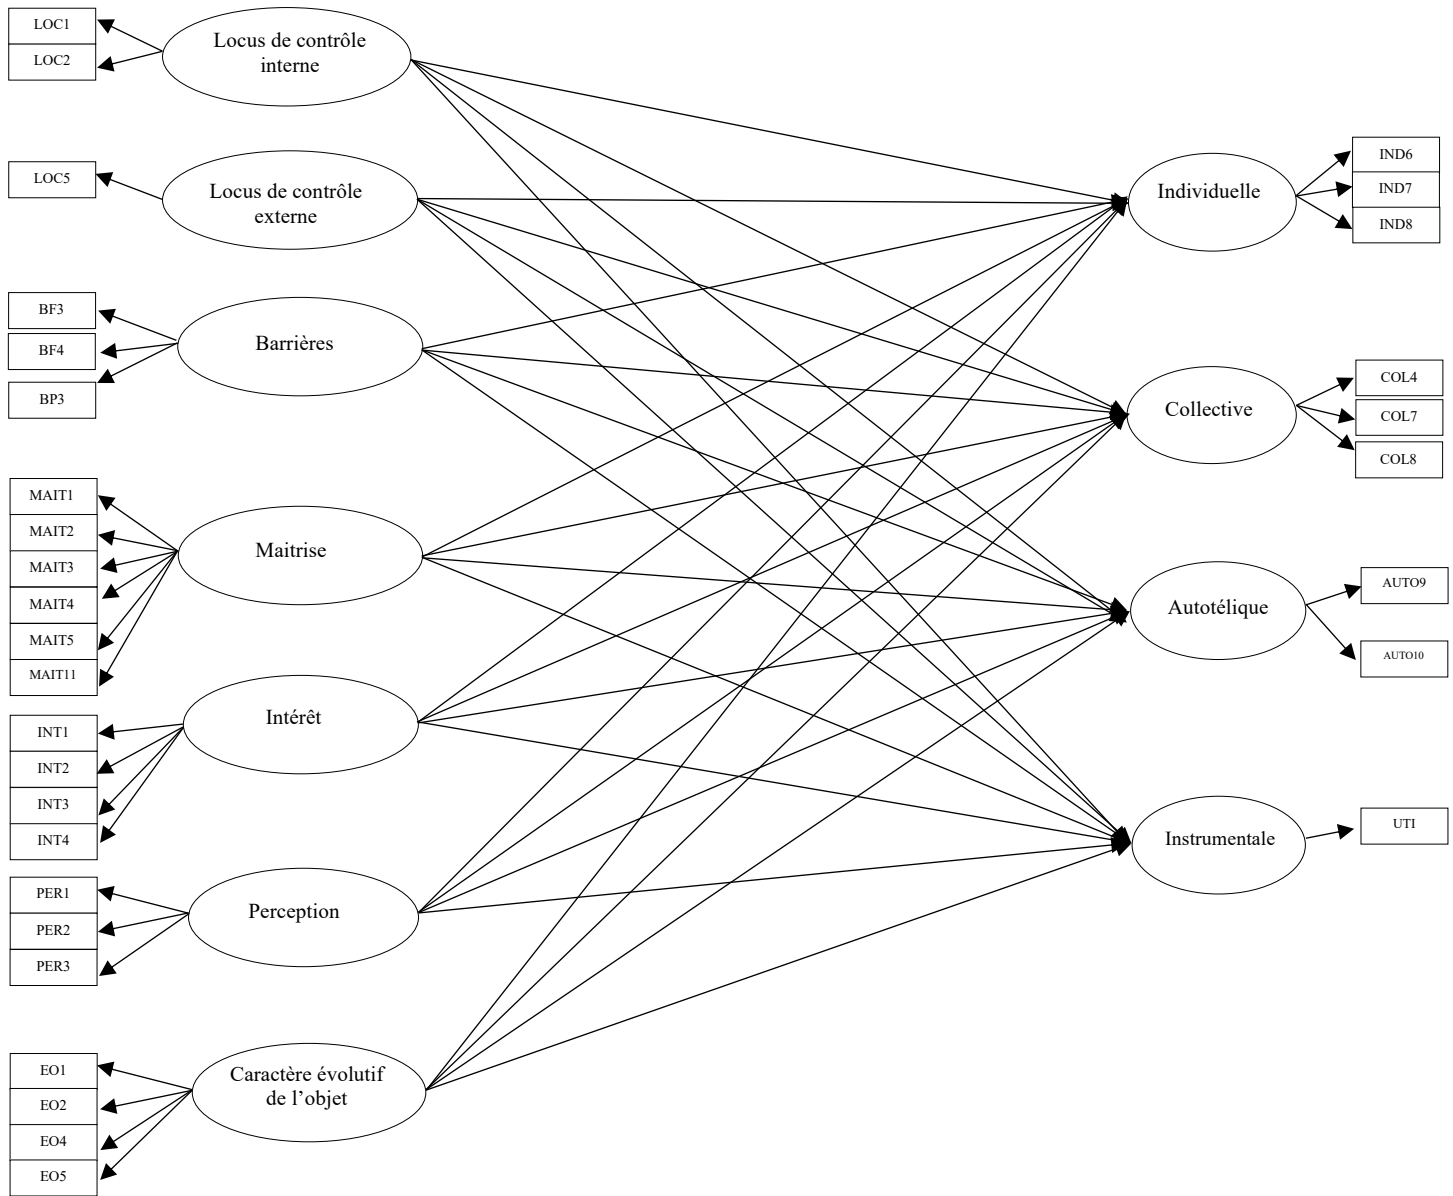 LOC1
LOC2
Locus de contrôle
interne
LOC5
Locus de contrôle
externe
BF3
BF4
BP3
Barrières
MAIT1
MAIT2
MAIT3
MAIT4
MAIT5
MAIT11
Maitrise
INT1
INT2
INT3
INT4
Intérêt
PER1
PER2
PER3
Perception
EO1
EO2
EO4
EO5
Caractère évolutif
de l’objet
Individuelle
IND6
IND7
IND8
Collective
COL4
COL7
COL8
Autotélique
AUTO9
AUTO10
Instrumentale
UTI